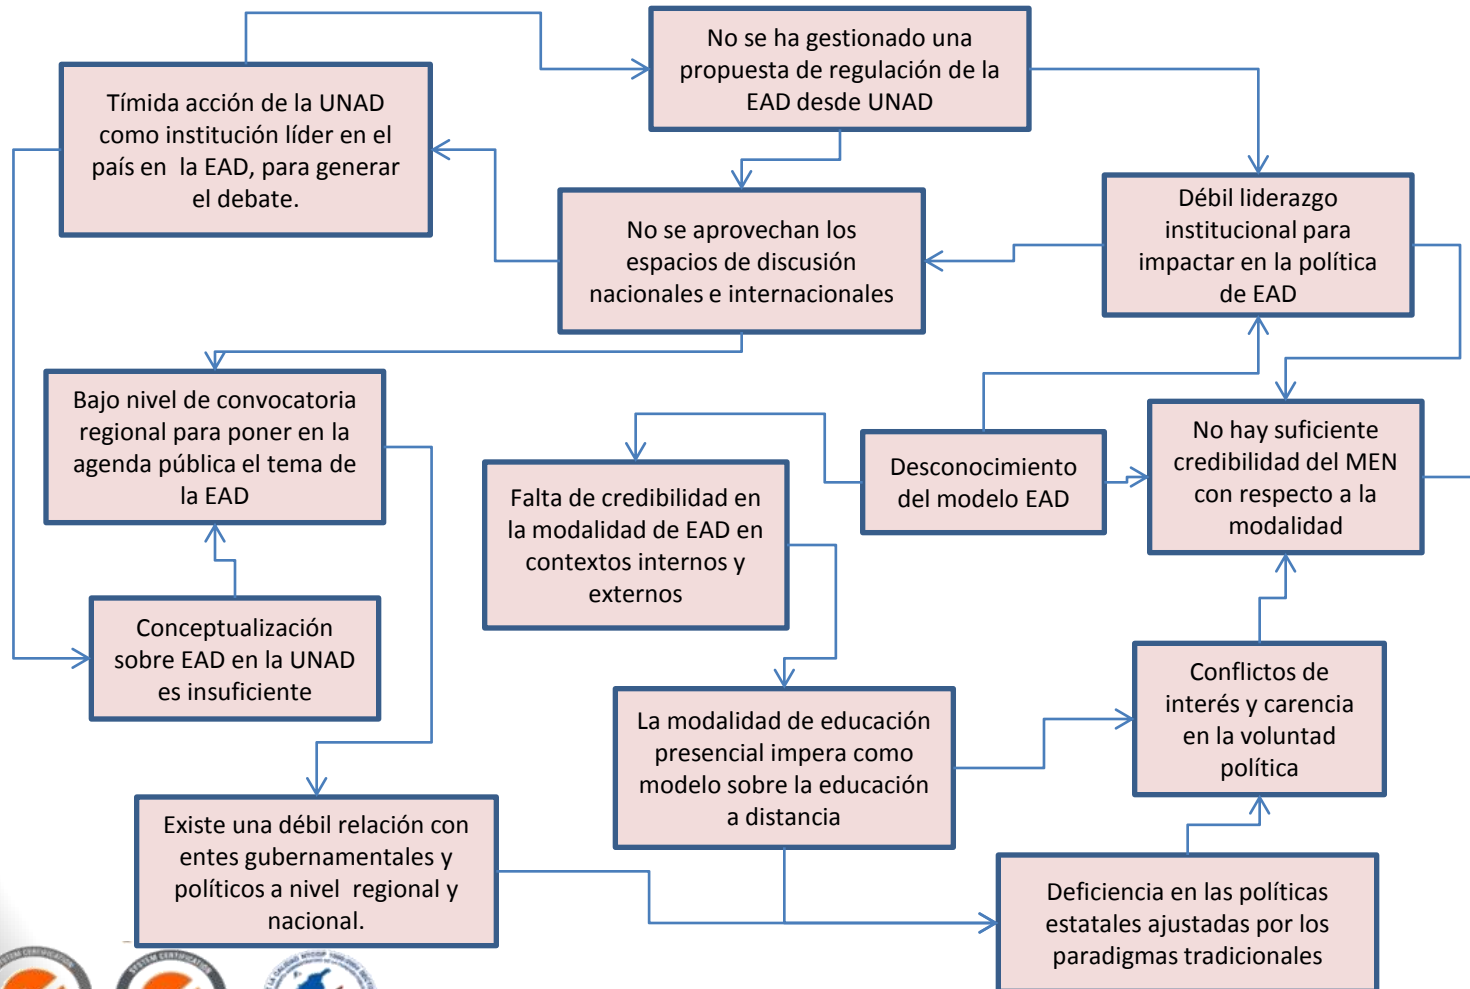 No se ha gestionado una
propuesta de regulación de la
EAD desde UNAD
Tímida acción de la UNAD
como institución líder en el
país en  la EAD, para generar
el debate.
Débil liderazgo
institucional para
impactar en la política
de EAD
No se aprovechan los
espacios de discusión
nacionales e internacionales
Bajo nivel de convocatoria
regional para poner en la
agenda pública el tema de
la EAD
Desconocimiento
del modelo EAD
No hay suficiente
credibilidad del MEN
con respecto a la
modalidad
Falta de credibilidad en
la modalidad de EAD en
contextos internos y
externos
Conceptualización
sobre EAD en la UNAD
es insuficiente
Conflictos de
interés y carencia
en la voluntad
política
La modalidad de educación
presencial impera como
modelo sobre la educación
a distancia
Existe una débil relación con
entes gubernamentales y
políticos a nivel  regional y
nacional.
Deficiencia en las políticas
estatales ajustadas por los
paradigmas tradicionales
SYSTEM CERTIFICATION
SYSTEM CERTIFICATION